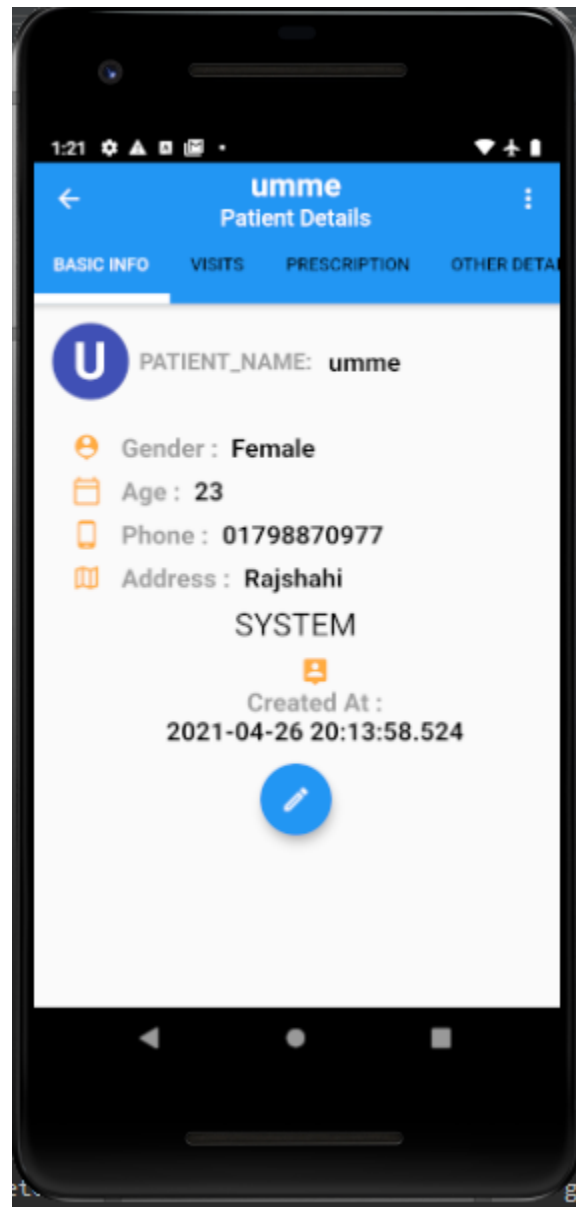 1:21
umme
Patient Details
BASIC INFO VISITS PRESCRIPTION OTHER DETAI
U PATIENT_NAME: umme
Gender : Female
Age : 23
Phone : 01798870977
Address : Rajshahi
SYSTEM
Created At :
2021-04-26 20:13:58.524
et.
g